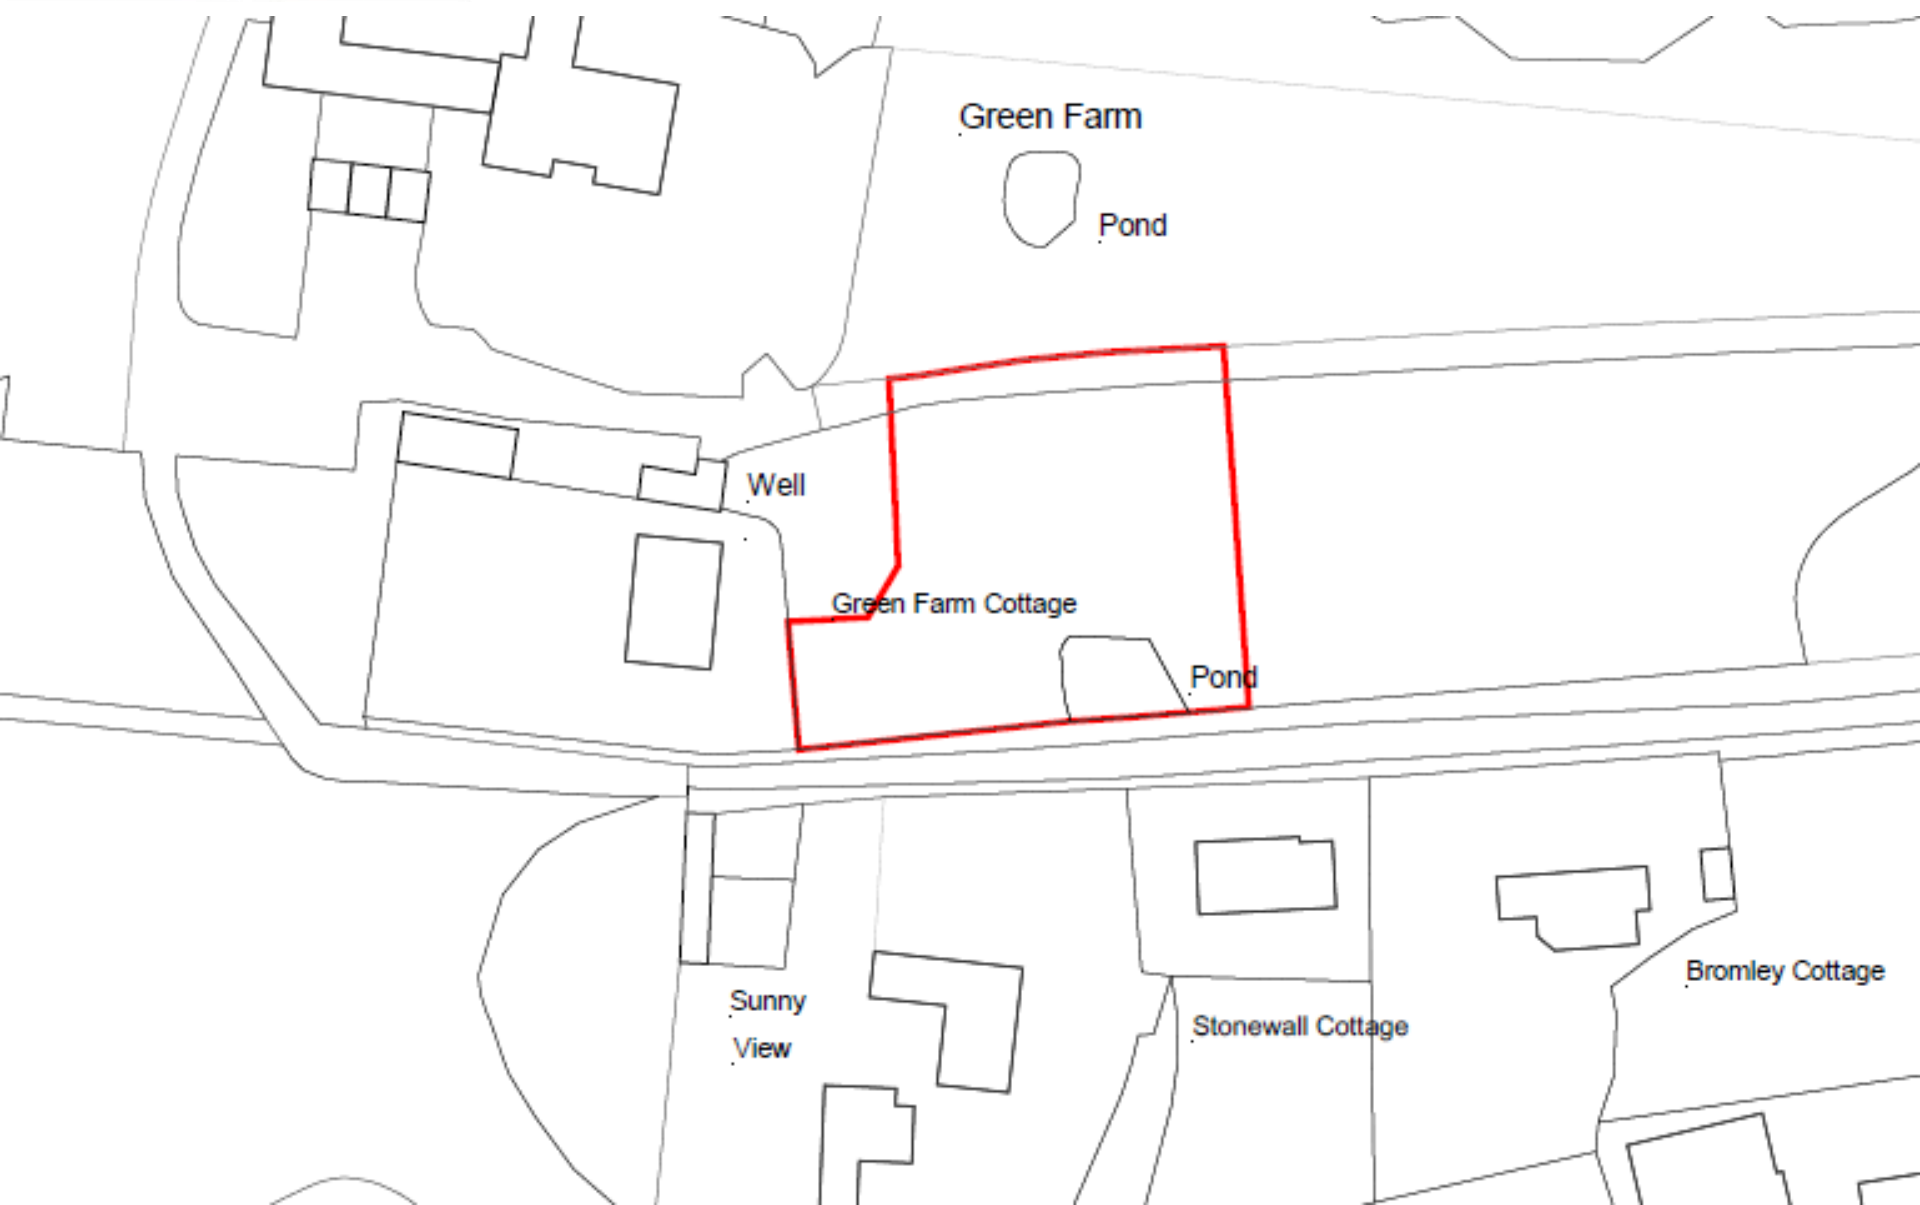 Green Farm
Pond
Well
Green Farm Cottage
Pond
Bromley Cottage
Sunny
View
Stonewall Cottage